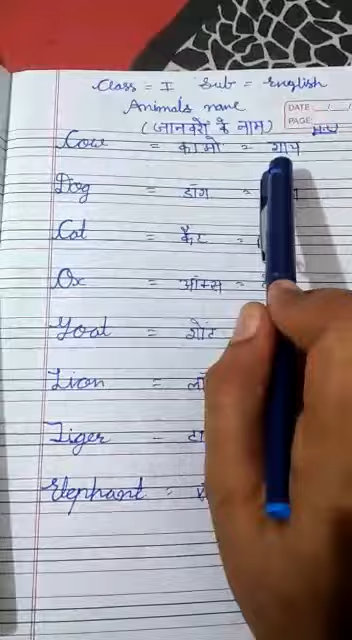 Class = I Sub = English
Animals name
(जानवरों के नाम)
DATE: / /
PAGE:
Cow = काओ = गाय
Dog = डॉग =
Cat = कैट =
Ox = ऑक्स =
Goat = गोट
Lion =
Tiger -
Elephant =